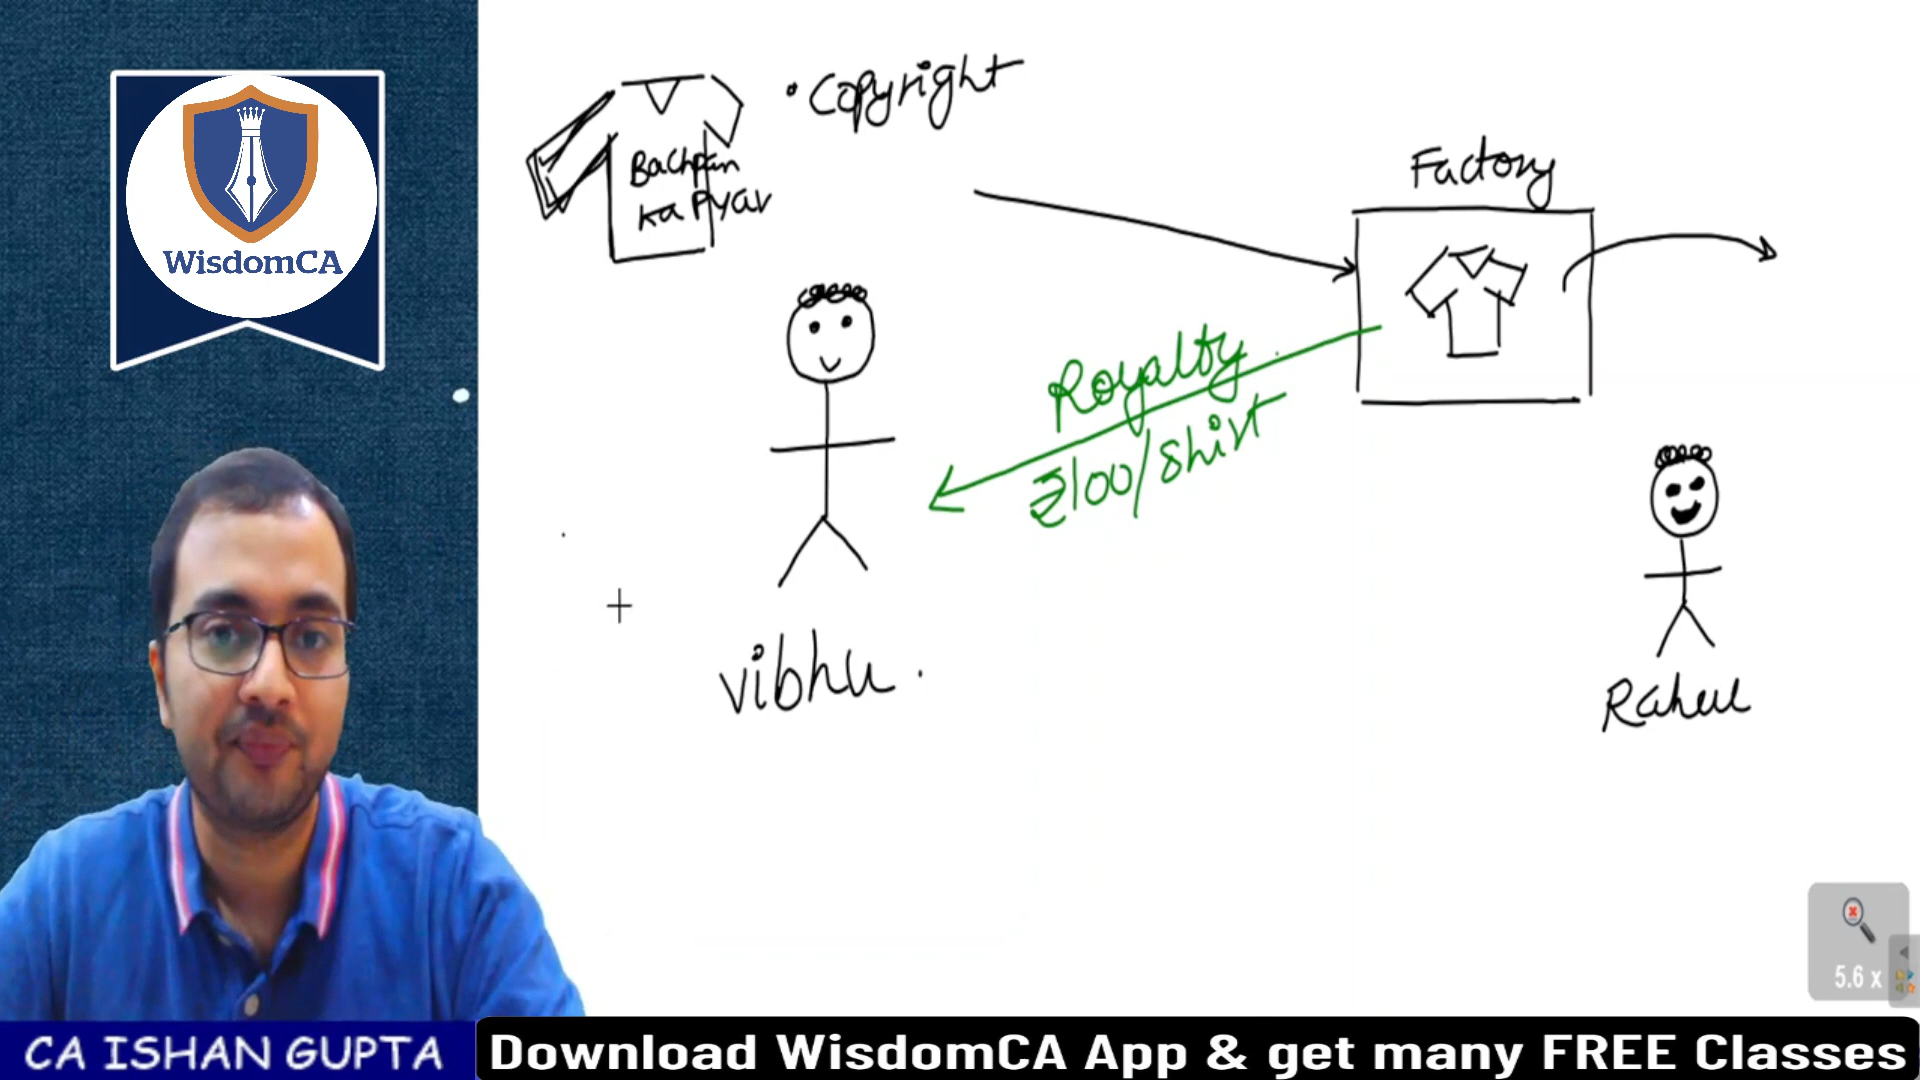 WisdomCA
• Copyright
Bachpan
ka Pyar
Factory
Royalty
₹100/shirt
vibhu.
Rahul
5.6 x
CA ISHAN GUPTA
Download WisdomCA App & get many FREE Classes